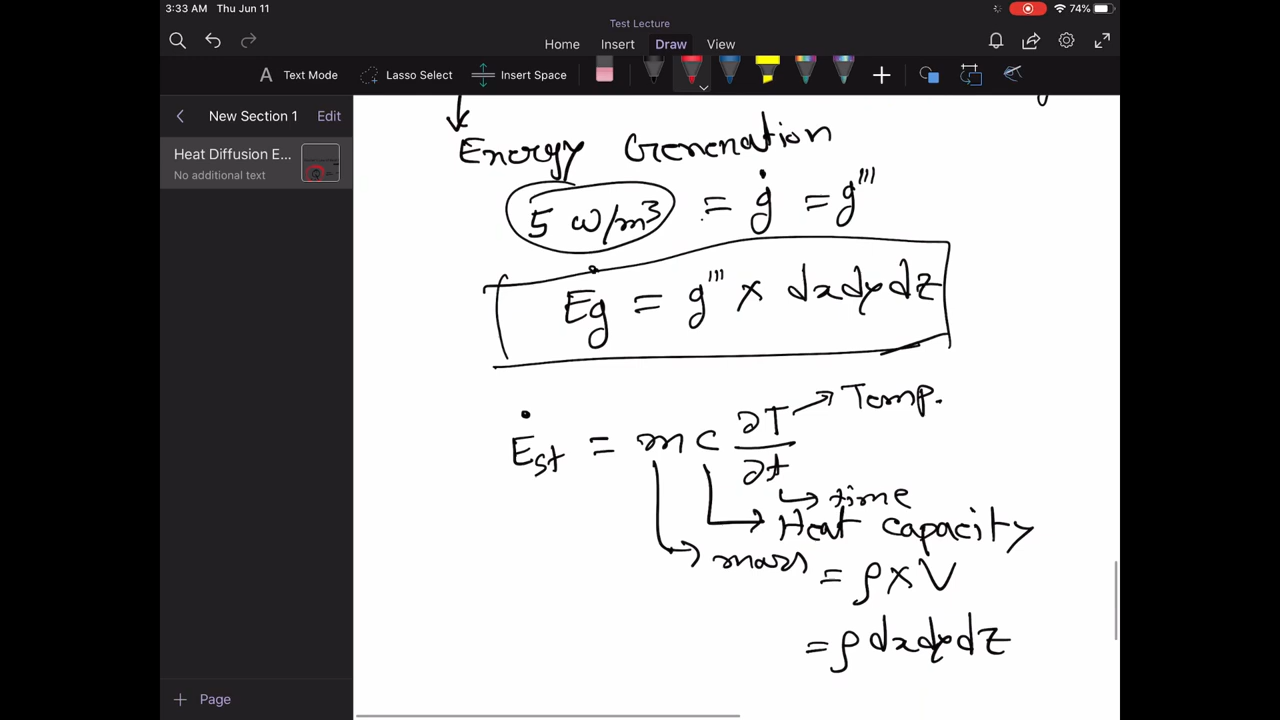 3:33 AM Thu Jun 11
74%
Test Lecture
Home Insert Draw View
Text Mode Lasso Select Insert Space
New Section 1 Edit
Heat Diffusion E...
No additional text
Energy Generation
5 W/m³ = ġ = g'''
Ėg = g''' × dxdydz
Ėst = m c ∂T/∂t → Temp.
→ time
→ Heat capacity
→ mass = ρ × V
= ρ dxdydz
+ Page